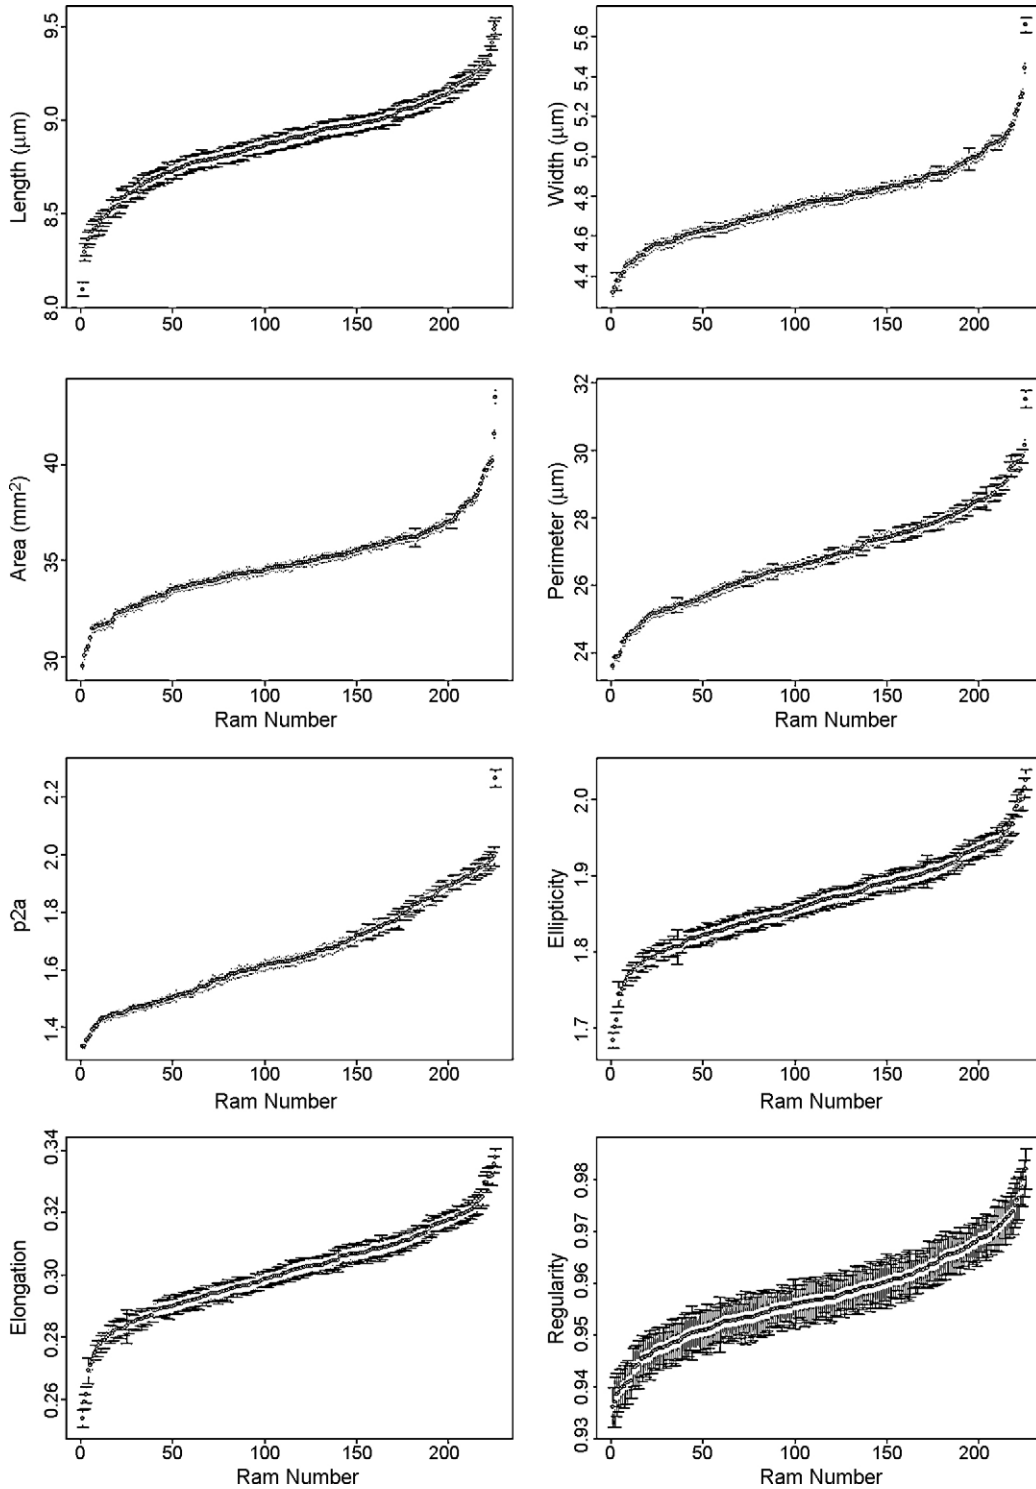 Length (μm)
9.5
9.0
8.5
8.0
0 50 100 150 200
Width (μm)
5.6
5.4
5.2
5.0
4.8
4.6
4.4
0 50 100 150 200
Area (mm²)
40
35
30
0 50 100 150 200
Ram Number
Perimeter (μm)
32
30
28
26
24
0 50 100 150 200
Ram Number
p2a
2.2
2.0
1.8
1.6
1.4
0 50 100 150 200
Ram Number
Ellipticity
2.0
1.9
1.8
1.7
0 50 100 150 200
Ram Number
Elongation
0.34
0.32
0.30
0.28
0.26
0 50 100 150 200
Ram Number
Regularity
0.98
0.97
0.96
0.95
0.94
0.93
0 50 100 150 200
Ram Number